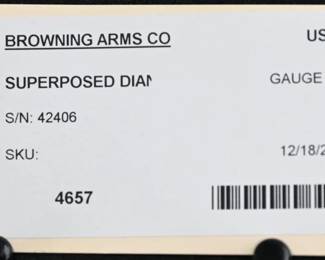 BROWNING ARMS CO US
SUPERPOSED DIAN GAUGE
S/N: 42406
SKU: 12/18/2
4657